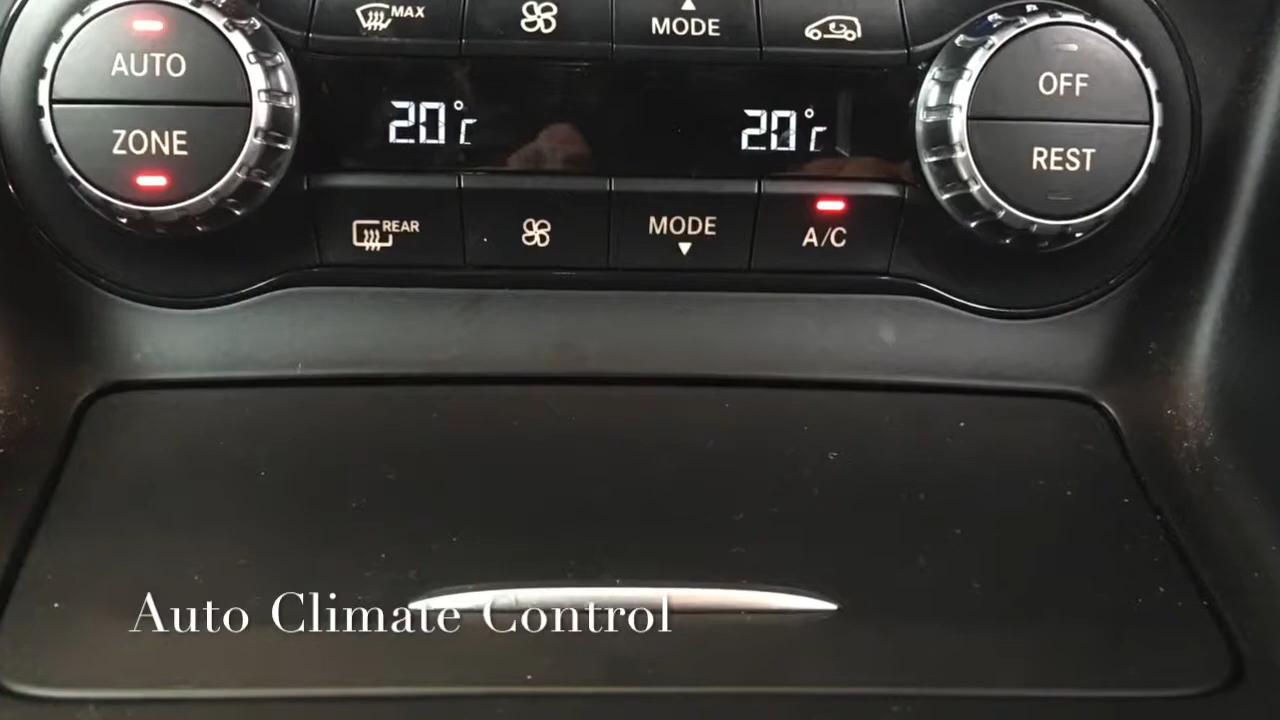 MAX
MODE
AUTO
ZONE
20°c
20°c
OFF
REST
REAR
MODE
A/C
Auto Climate Control